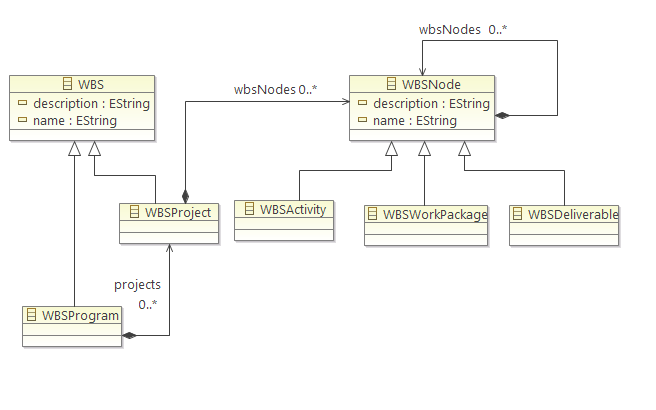 wbsNodes 0..*
WBS
description : EString
name : EString
wbsNodes 0..*
WBSNode
description : EString
name : EString
WBSProject
WBSActivity
WBSWorkPackage
WBSDeliverable
projects
0..*
WBSProgram